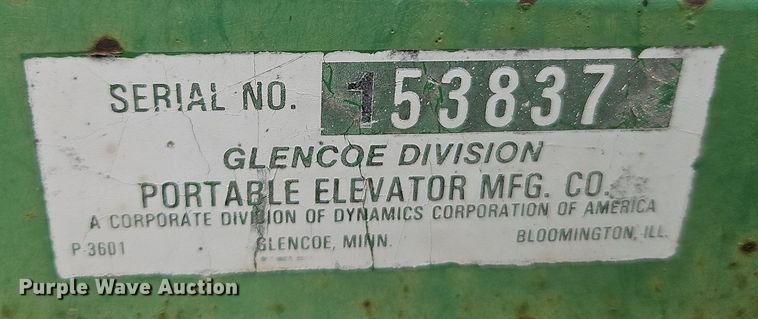 SERIAL NO. 153837
GLENCOE DIVISION
PORTABLE ELEVATOR MFG. CO.
A CORPORATE DIVISION OF DYNAMICS CORPORATION OF AMERICA
P-3601 GLENCOE, MINN. BLOOMINGTON, ILL.
Purple Wave Auction